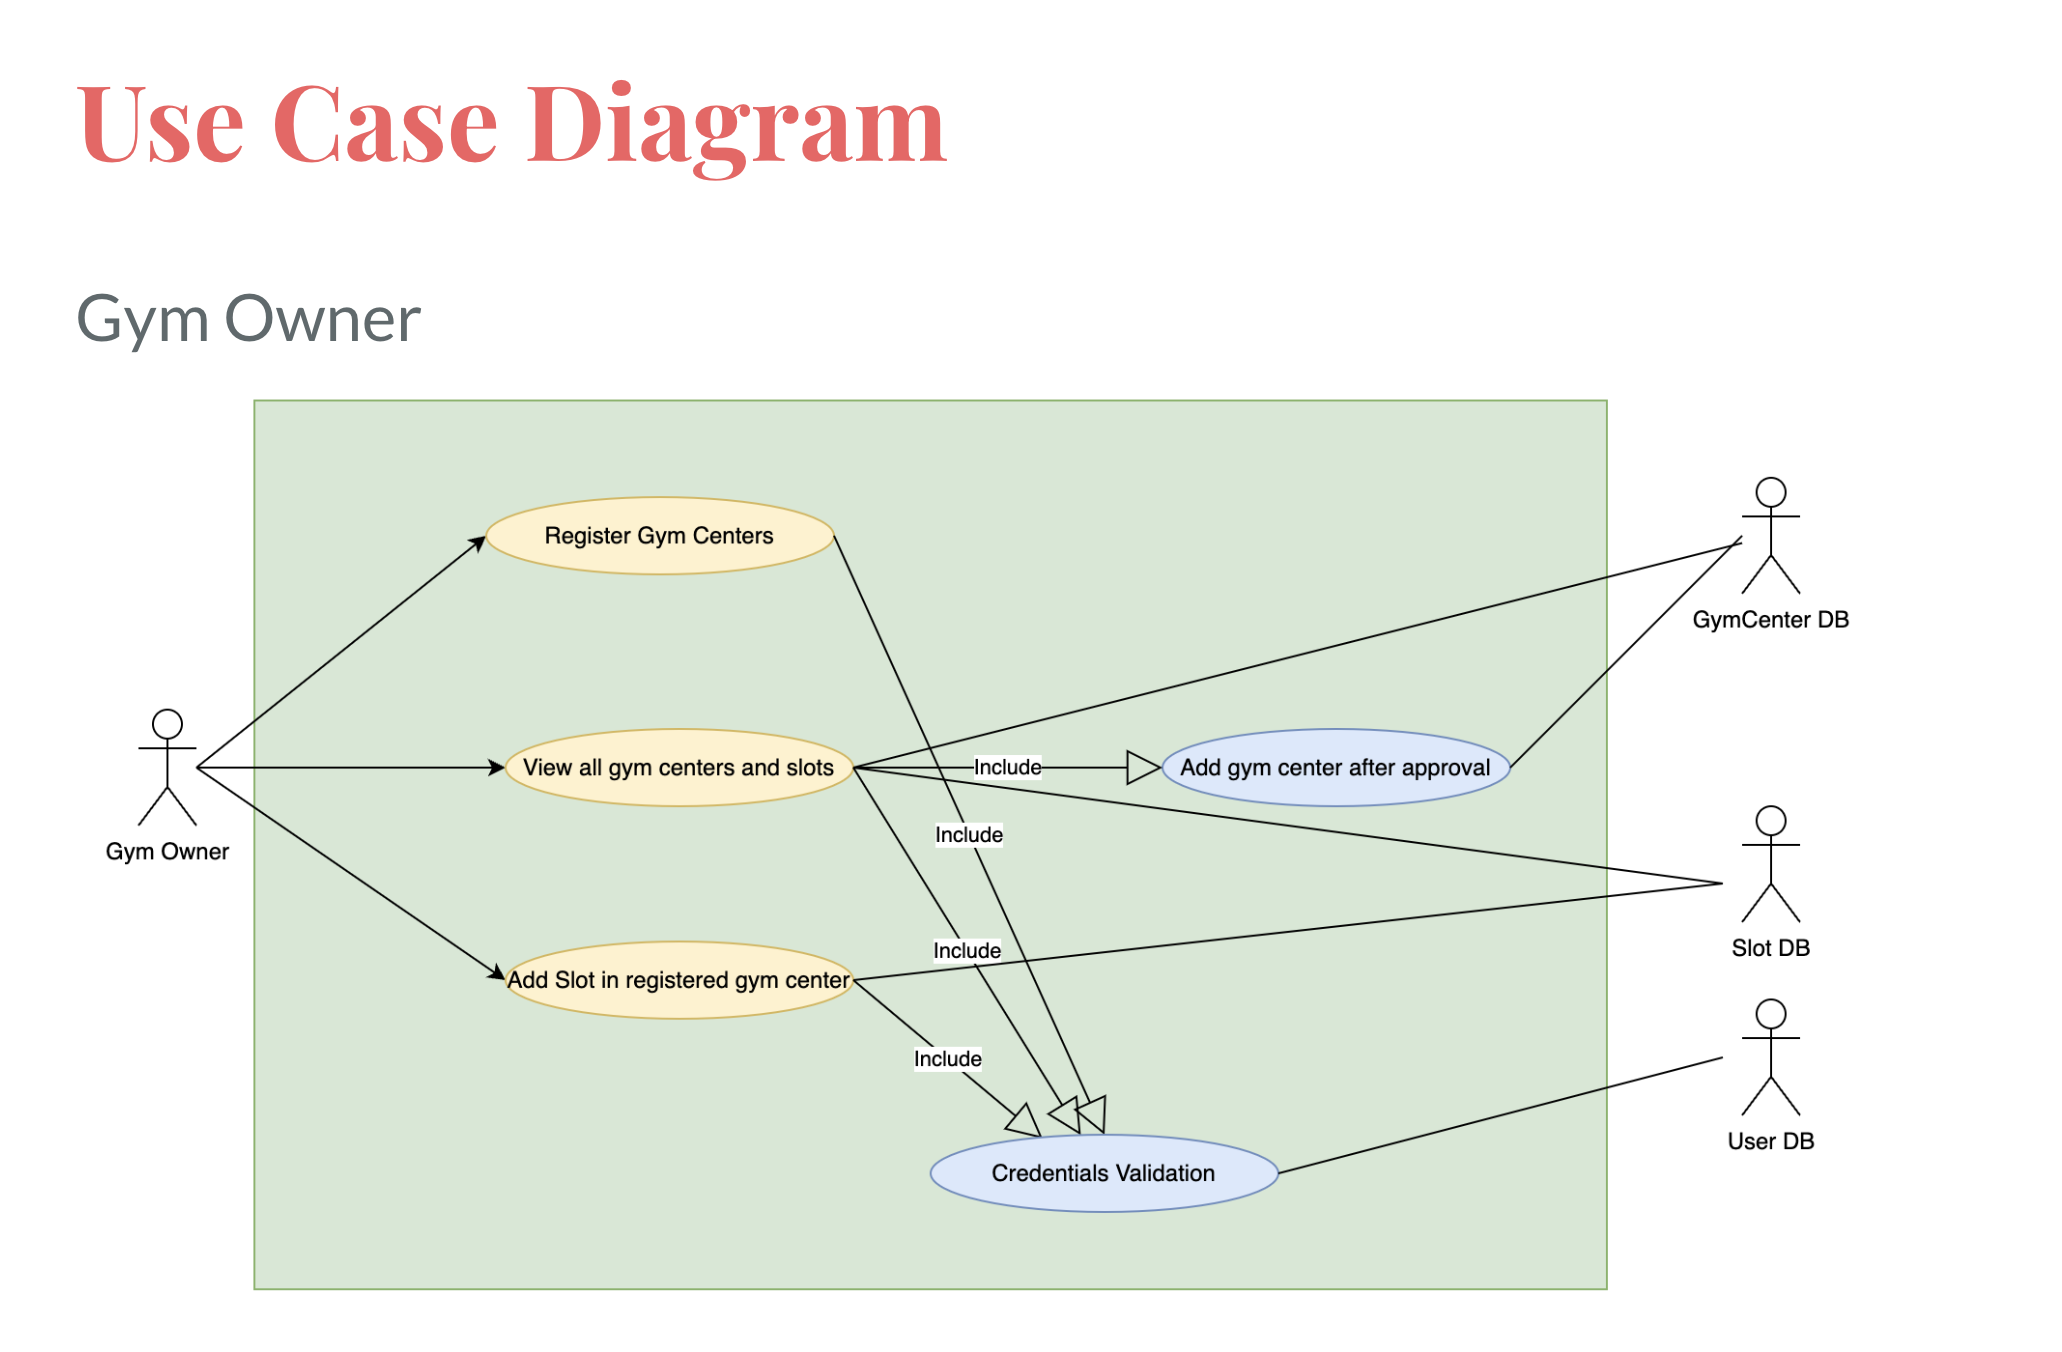 Use Case Diagram
Gym Owner
Register Gym Centers
GymCenter DB
View all gym centers and slots
Include
Add gym center after approval
Include
Gym Owner
Slot DB
Include
Add Slot in registered gym center
Include
User DB
Credentials Validation